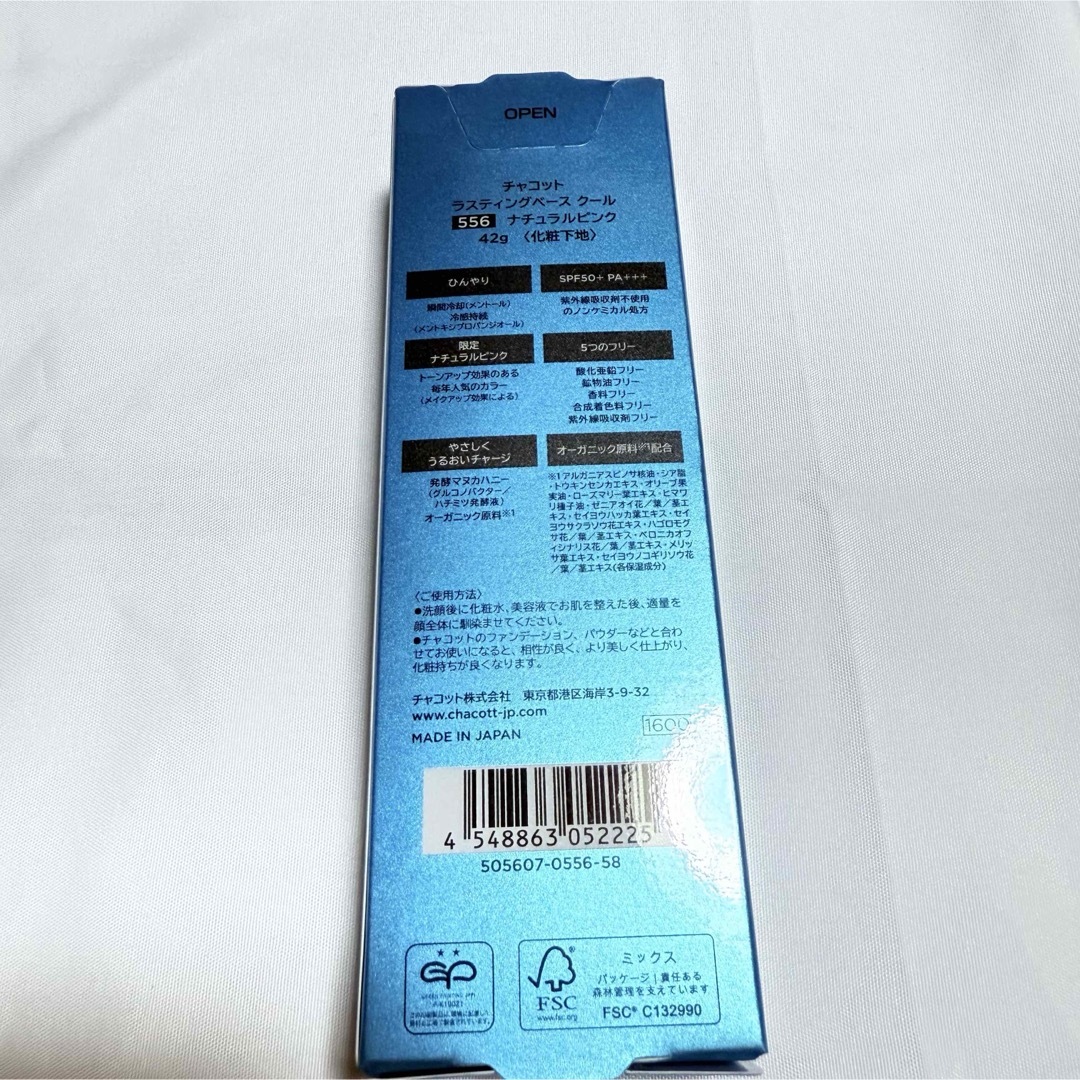 OPEN
チャコット
ラスティングベース クール
556 ナチュラルピンク
42g 〈化粧下地〉
ひんやり
瞬間冷却(メントール)
冷感持続
(メントキシプロパンジオール)
SPF50+ PA+++
紫外線吸収剤不使用
のノンケミカル処方
限定
ナチュラルピンク
トーンアップ効果のある
毎年人気のカラー
(メイクアップ効果による)
5つのフリー
酸化亜鉛フリー
鉱物油フリー
香料フリー
合成着色料フリー
紫外線吸収剤フリー
やさしく
うるおいチャージ
発酵マヌカハニー
(グルコノバクター/
ハチミツ発酵液)
オーガニック原料※1
オーガニック原料※1配合
※1 アルガニアスピノサ核油・シア脂
・トウキンセンカエキス・オリーブ果
実油・ローズマリー葉エキス・ヒマワ
リ種子油・ゼニアオイ花/葉/茎エ
キス・セイヨウハッカ葉エキス・セイ
ヨウサクラソウ花エキス・ハゴロモグ
サ花/葉/茎エキス・ベロニカオフ
ィシナリス花/葉/茎エキス・メリッ
サ葉エキス・セイヨウノコギリソウ花
/葉/茎エキス(各保湿成分)
〈ご使用方法〉
●洗顔後に化粧水、美容液でお肌を整えた後、適量を
顔全体に馴染ませてください。
●チャコットのファンデーション、パウダーなどと合わ
せてお使いになると、相性が良く、より美しく仕上がり、
化粧持ちが良くなります。
チャコット株式会社 東京都港区海岸3-9-32
www.chacott-jp.com
MADE IN JAPAN
1600
4 548863 052225
505607-0556-58
ミックス
パッケージ|責任ある
森林管理を支えています
FSC® C132990
FSC
www.fsc.org